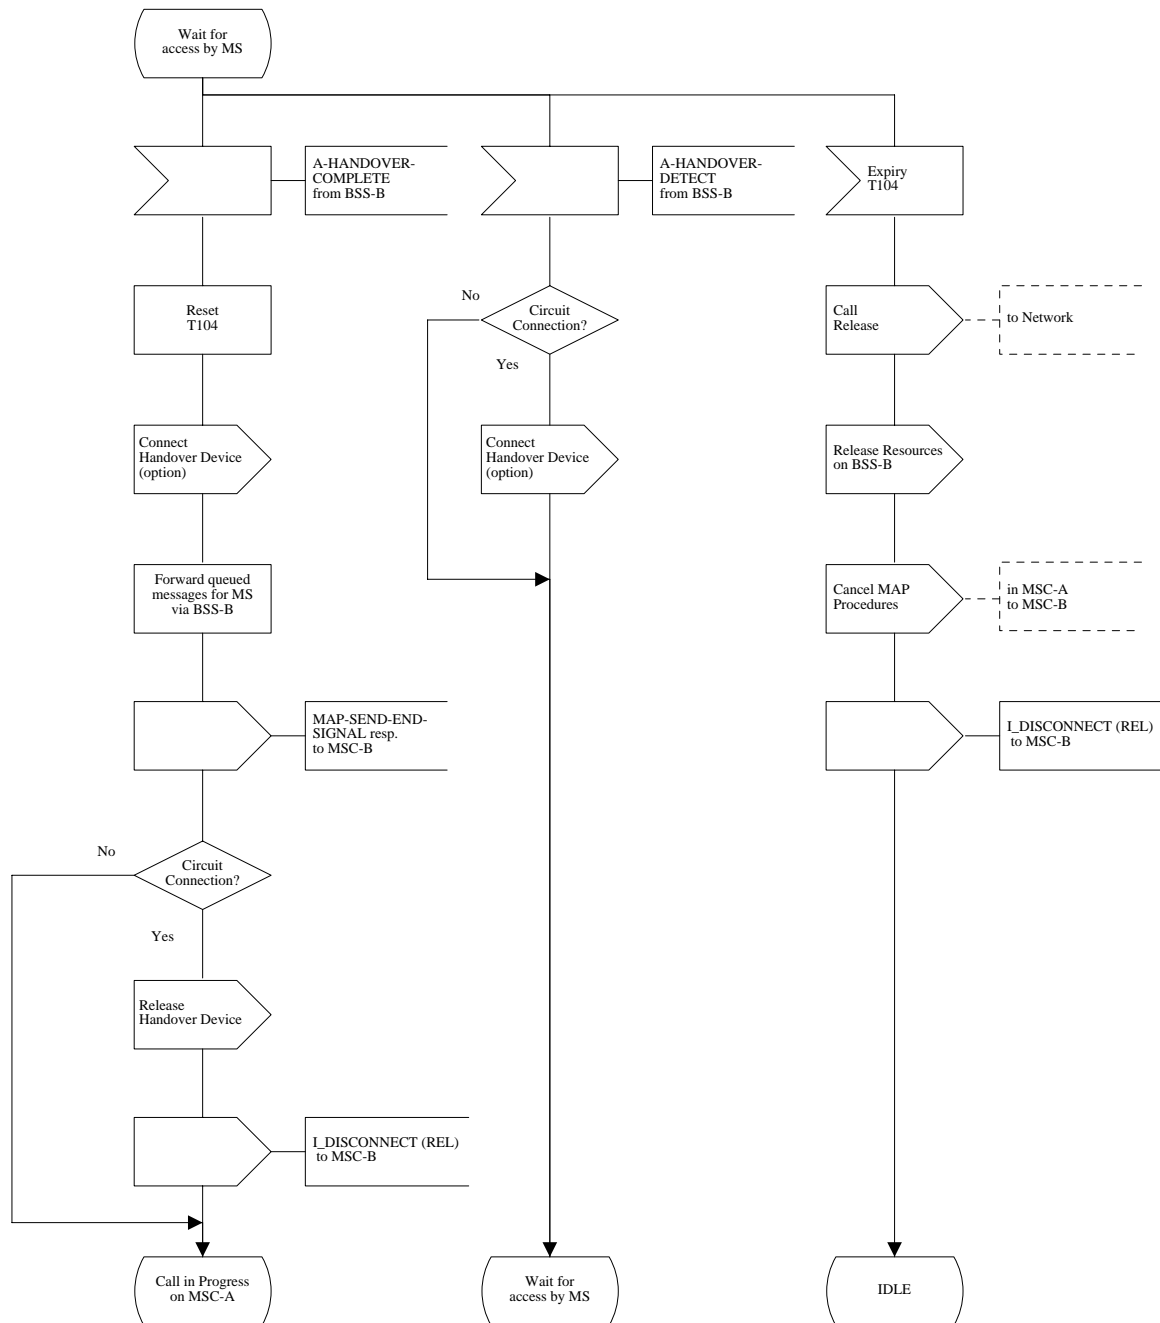 Wait for
access by MS
A-HANDOVER-
COMPLETE
from BSS-B
A-HANDOVER-
DETECT
from BSS-B
Expiry
T104
Reset
T104
No
Circuit
Connection?
Yes
Call
Release
to Network
Connect
Handover Device
(option)
Connect
Handover Device
(option)
Release Resources
on BSS-B
Forward queued
messages for MS
via BSS-B
Cancel MAP
Procedures
in MSC-A
to MSC-B
MAP-SEND-END-
SIGNAL resp.
to MSC-B
I_DISCONNECT (REL)
to MSC-B
No
Circuit
Connection?
Yes
Release
Handover Device
I_DISCONNECT (REL)
to MSC-B
Call in Progress
on MSC-A
Wait for
access by MS
IDLE